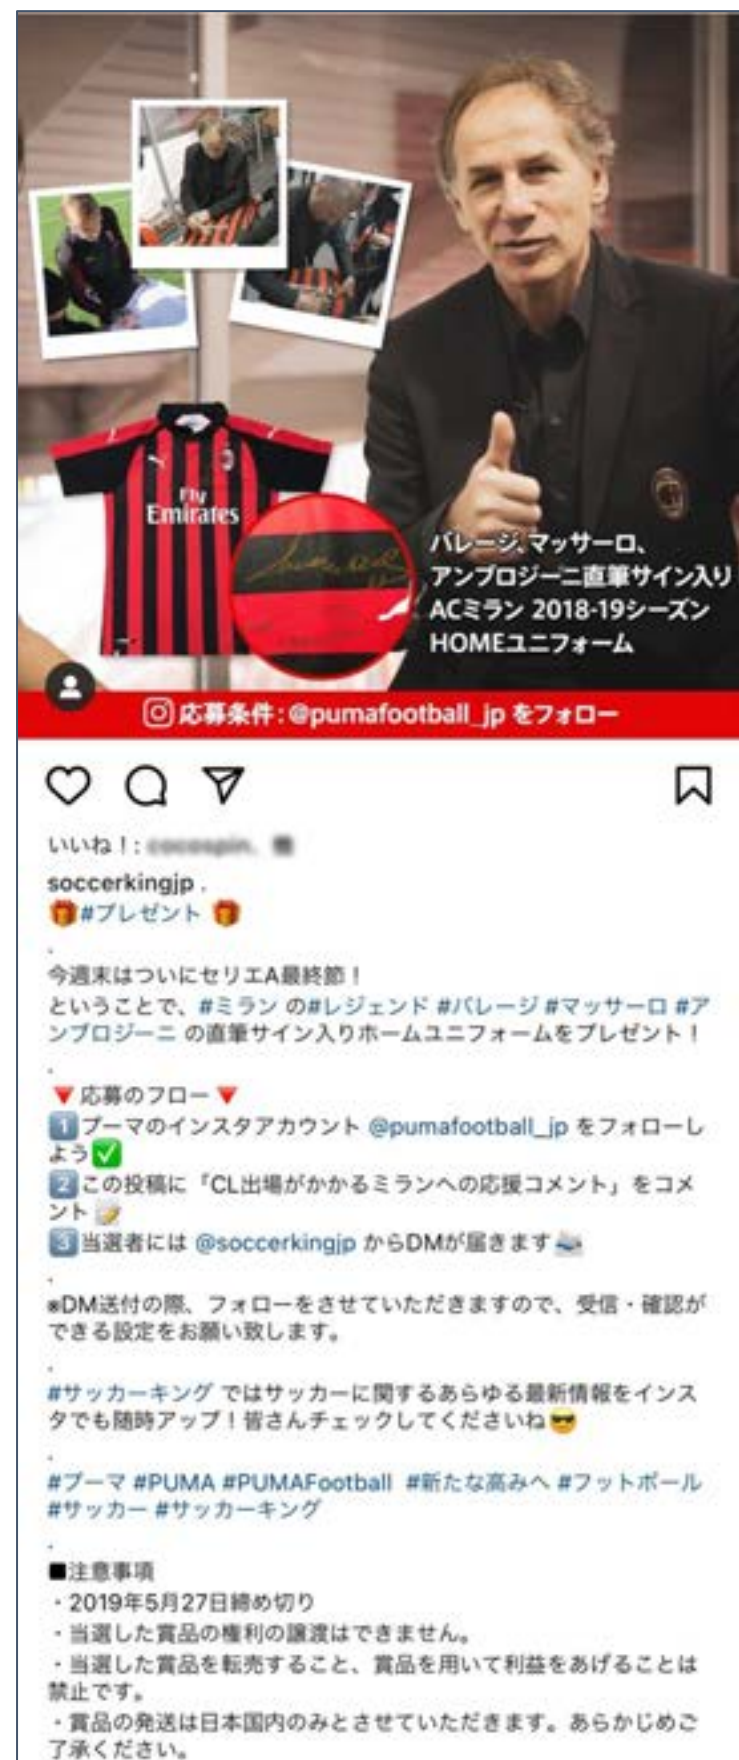 Fly
Emirates
バレージ、マッサーロ、
アンブロジーニ直筆サイン入り
ACミラン 2018-19シーズン
HOMEユニフォーム
応募条件:@pumafootball_jp をフォロー
いいね!:
soccerkingjp .
🎁#プレゼント 🎁
.
今週末はついにセリエA最終節!
ということで、#ミラン の#レジェンド #バレージ #マッサーロ #ア
ンブロジーニ の直筆サイン入りホームユニフォームをプレゼント!
.
🔻応募のフロー🔻
1️⃣プーマのインスタアカウント @pumafootball_jp をフォローし
よう✅
2️⃣この投稿に「CL出場がかかるミランへの応援コメント」をコメ
ント📝
3️⃣当選者には @soccerkingjp からDMが届きます📨
.
※DM送付の際、フォローをさせていただきますので、受信・確認が
できる設定をお願い致します。
.
#サッカーキング ではサッカーに関するあらゆる最新情報をインス
タでも随時アップ!皆さんチェックしてくださいね😎
.
#プーマ #PUMA #PUMAFootball #新たな高みへ #フットボール
#サッカー #サッカーキング
.
■注意事項
・2019年5月27日締め切り
・当選した賞品の権利の譲渡はできません。
・当選した賞品を転売すること、賞品を用いて利益をあげることは
禁止です。
・賞品の発送は日本国内のみとさせていただきます。あらかじめご
了承ください。